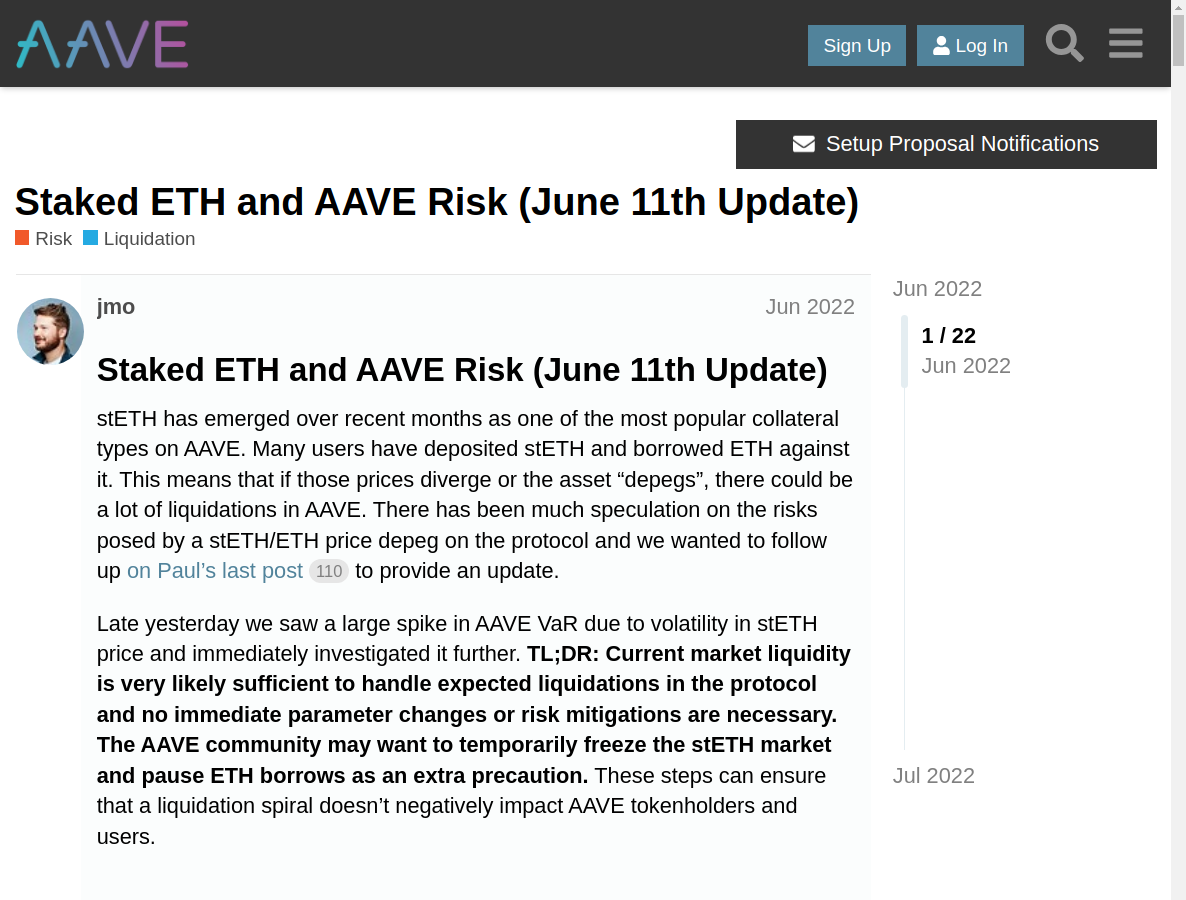 AAVE
Sign Up
Log In
Setup Proposal Notifications
Staked ETH and AAVE Risk (June 11th Update)
Risk Liquidation
jmo
Jun 2022
Staked ETH and AAVE Risk (June 11th Update)
stETH has emerged over recent months as one of the most popular collateral
types on AAVE. Many users have deposited stETH and borrowed ETH against
it. This means that if those prices diverge or the asset “depegs”, there could be
a lot of liquidations in AAVE. There has been much speculation on the risks
posed by a stETH/ETH price depeg on the protocol and we wanted to follow
up on Paul’s last post 110 to provide an update.
Late yesterday we saw a large spike in AAVE VaR due to volatility in stETH
price and immediately investigated it further. TL;DR: Current market liquidity
is very likely sufficient to handle expected liquidations in the protocol
and no immediate parameter changes or risk mitigations are necessary.
The AAVE community may want to temporarily freeze the stETH market
and pause ETH borrows as an extra precaution. These steps can ensure
that a liquidation spiral doesn’t negatively impact AAVE tokenholders and
users.
Jun 2022
1 / 22
Jun 2022
Jul 2022